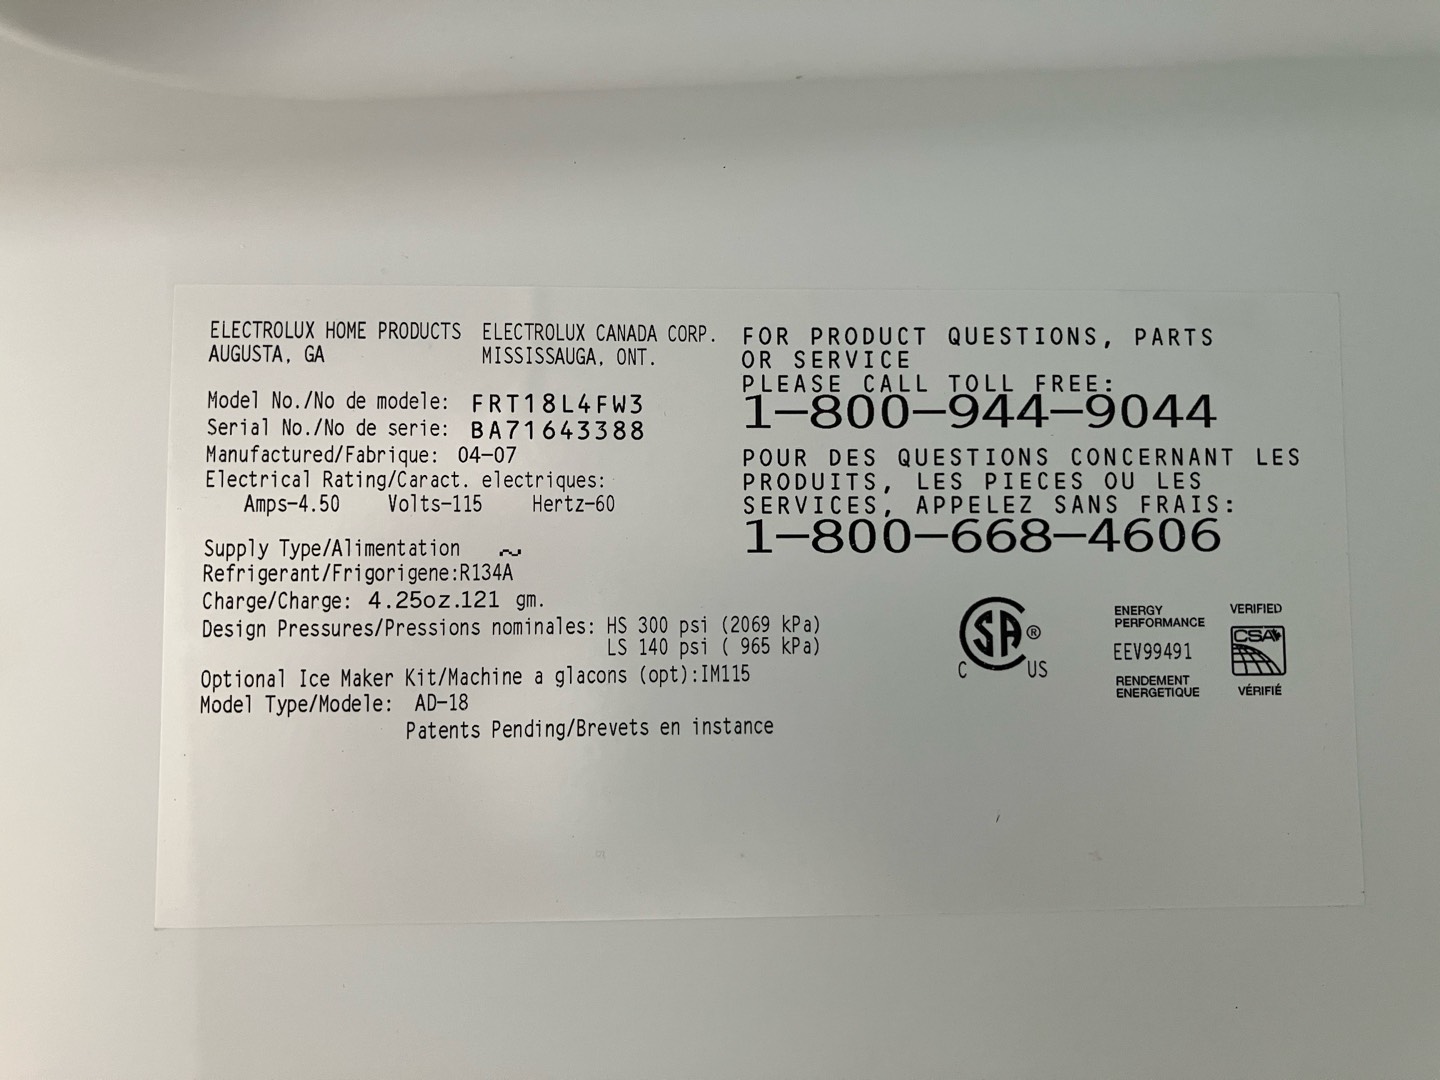 ELECTROLUX HOME PRODUCTS
AUGUSTA, GA
ELECTROLUX CANADA CORP.
MISSISSAUGA, ONT.
Model No./No de modele: FRT18L4FW3
Serial No./No de serie: BA71643388
Manufactured/Fabrique: 04-07
Electrical Rating/Caract. electriques:
Amps-4.50 Volts-115 Hertz-60
Supply Type/Alimentation ~
Refrigerant/Frigorigene:R134A
Charge/Charge: 4.25oz.121 gm.
Design Pressures/Pressions nominales: HS 300 psi (2069 kPa)
LS 140 psi ( 965 kPa)
Optional Ice Maker Kit/Machine a glacons (opt):IM115
Model Type/Modele: AD-18
Patents Pending/Brevets en instance
FOR PRODUCT QUESTIONS, PARTS
OR SERVICE
PLEASE CALL TOLL FREE:
1-800-944-9044
POUR DES QUESTIONS CONCERNANT LES
PRODUITS, LES PIECES OU LES
SERVICES, APPELEZ SANS FRAIS:
1-800-668-4606
C SA ® US
ENERGY
PERFORMANCE
EEV99491
RENDEMENT
ENERGETIQUE
VERIFIED
CSA
VÉRIFIÉ